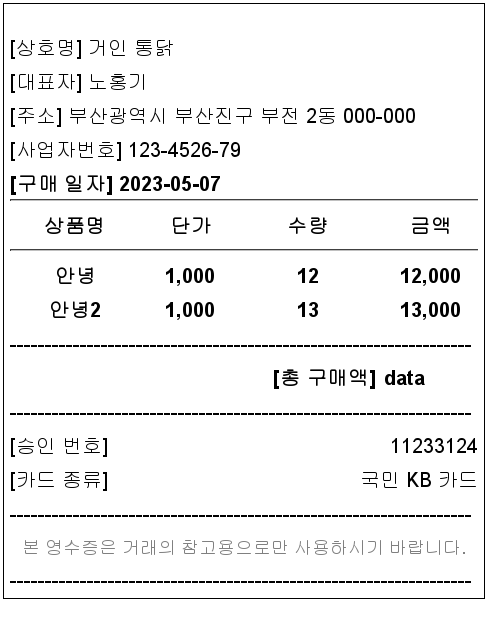 [상호명] 거인 통닭
[대표자] 노홍기
[주소] 부산광역시 부산진구 부전 2동 000-000
[사업자번호] 123-4526-79
[구매 일자] 2023-05-07
상품명 단가 수량 금액
안녕 1,000 12 12,000
안녕2 1,000 13 13,000
[총 구매액] data
[승인 번호] 11233124
[카드 종류] 국민 KB 카드
본 영수증은 거래의 참고용으로만 사용하시기 바랍니다.